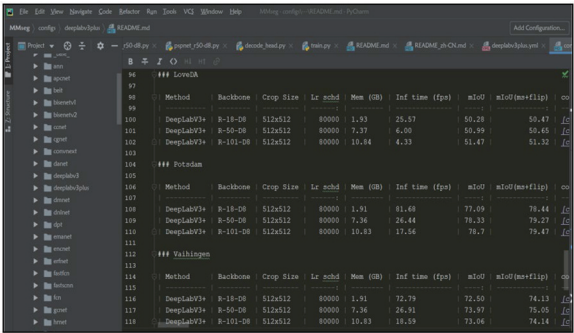 File Edit View Navigate Code Refactor Run Tools VCS Window Help
MMseg configs deeplabv3plus README.md
Add Configuration...
Project
r50-d8.py pspnet_r50-d8.py decode_head.py train.py README.md README_zh-CN.md deeplabv3plus.yml
ann
apcnet
beit
bisenetv1
bisenetv2
ccnet
cgnet
convnext
danet
deeplabv3
deeplabv3plus
dmnet
dnlnet
dpt
emanet
encnet
erfnet
fastfcn
fastscnn
fcn
gcnet
hrnet
1: Project
Z: Structure
96 ### LoveDA
97
98 | Method | Backbone | Crop Size | Lr schd | Mem (GB) | Inf time (fps) | mIoU | mIoU(ms+flip) | co
100 | DeepLabV3+ | R-18-D8 | 512x512 | 80000 | 1.93 | 25.57 | 50.28 | 50.47 |
101 | DeepLabV3+ | R-50-D8 | 512x512 | 80000 | 7.37 | 6.00 | 50.99 | 50.65 |
102 | DeepLabV3+ | R-101-D8 | 512x512 | 80000 | 10.84 | 4.33 | 51.47 | 51.32 |
103
104 ### Potsdam
105
106 | Method | Backbone | Crop Size | Lr schd | Mem (GB) | Inf time (fps) | mIoU | mIoU(ms+flip) | co
107
108 | DeepLabV3+ | R-18-D8 | 512x512 | 80000 | 1.91 | 81.68 | 77.09 | 78.44 |
109 | DeepLabV3+ | R-50-D8 | 512x512 | 80000 | 7.36 | 26.44 | 78.33 | 79.27 |
110 | DeepLabV3+ | R-101-D8 | 512x512 | 80000 | 10.83 | 17.56 | 78.7 | 79.47 |
111
112 ### Vaihingen
113
114 | Method | Backbone | Crop Size | Lr schd | Mem (GB) | Inf time (fps) | mIoU | mIoU(ms+flip) | co
115
116 | DeepLabV3+ | R-18-D8 | 512x512 | 80000 | 1.91 | 72.79 | 72.50 | 74.13 |
117 | DeepLabV3+ | R-50-D8 | 512x512 | 80000 | 7.36 | 26.91 | 73.97 | 75.05 |
118 | DeepLabV3+ | R-101-D8 | 512x512 | 80000 | 10.83 | 18.59 | 73.06 | 74.14 |